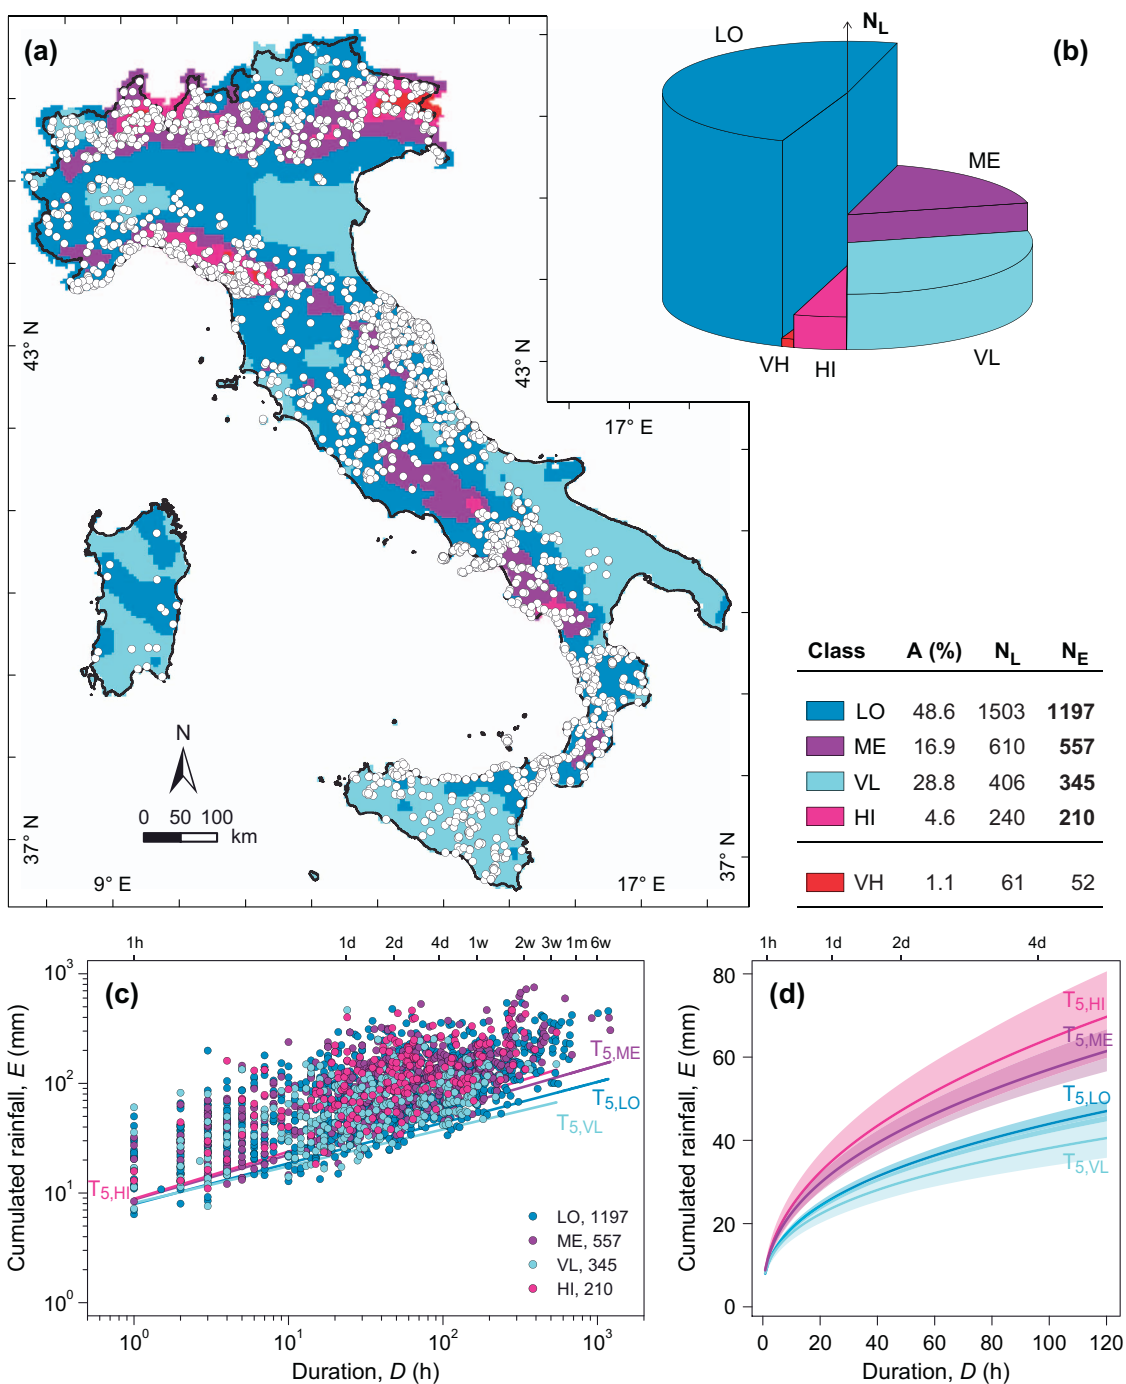 (a)
43° N
37° N
9° E
17° E
N
0 50 100
km
43° N
17° E
37° N
(b)
N_L
LO
ME
VL
HI
VH
Class A (%) N_L N_E
LO 48.6 1503 1197
ME 16.9 610 557
VL 28.8 406 345
HI 4.6 240 210
VH 1.1 61 52
1h 1d 2d 4d 1w 2w 3w 1m 6w
(c)
10³
10²
10¹
10⁰
Cumulated rainfall, E (mm)
T5,ME
T5,LO
T5,VL
T5,HI
LO, 1197
ME, 557
VL, 345
HI, 210
10⁰ 10¹ 10² 10³
Duration, D (h)
1h 1d 2d 4d
(d)
80
60
40
20
0
Cumulated rainfall, E (mm)
T5,HI
T5,ME
T5,LO
T5,VL
0 20 40 60 80 100 120
Duration, D (h)